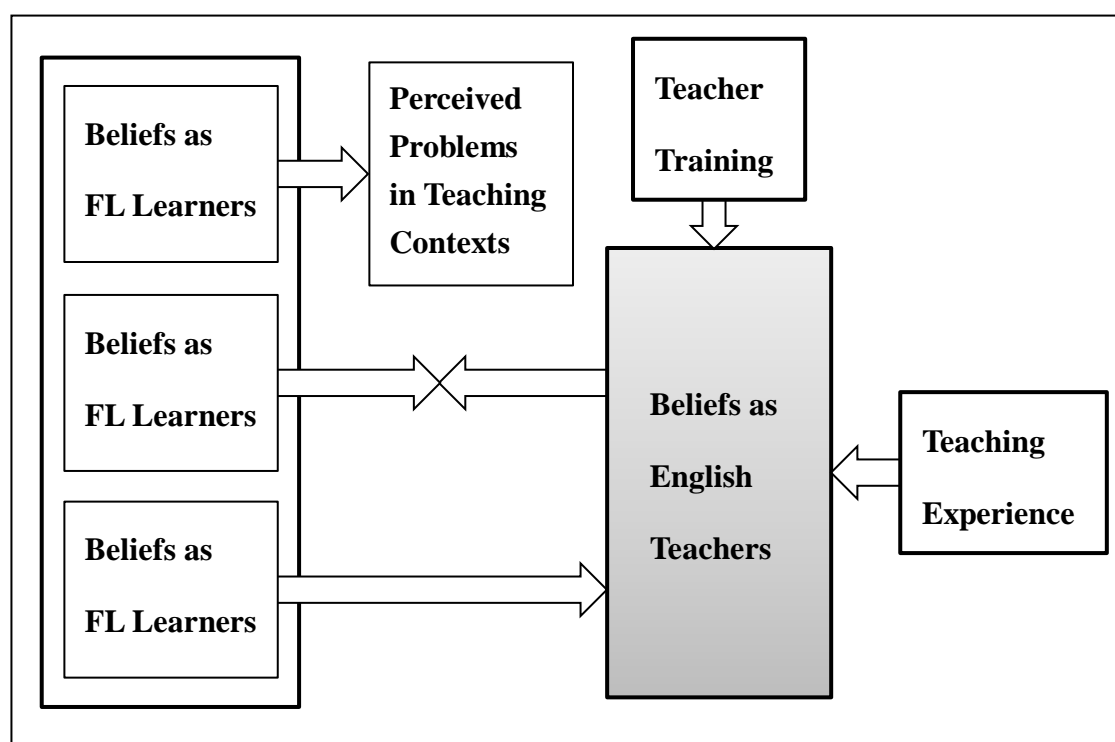 Beliefs as
FL Learners
Perceived
Problems
in Teaching
Contexts
Teacher
Training
Beliefs as
FL Learners
Beliefs as
English
Teachers
Teaching
Experience
Beliefs as
FL Learners